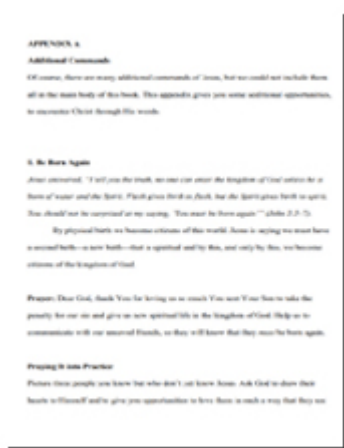 APPENDIX A
Additional Commands
Of course, there are many additional commands of Jesus, but we could not include them
all in the main body of this book. This appendix gives you some additional opportunities
to encounter Christ through His words.
1. Be Born Again
Jesus answered, "I tell you the truth, no one can enter the kingdom of God unless he is
born of water and the Spirit. Flesh gives birth to flesh, but the Spirit gives birth to spirit.
You should not be surprised at my saying, 'You must be born again'" (John 3:5-7).
By physical birth we become citizens of this world. Jesus is saying we must have
a second birth—a new birth—that is spiritual and by this, and only by this, we become
citizens of the kingdom of God.
Prayer: Dear God, thank You for loving us so much You sent Your Son to take the
penalty for our sin and give us new spiritual life in the kingdom of God. Help us to
communicate with our unsaved friends, so they will know that they must be born again.
Praying It into Practice
Picture three people you know but who don't yet know Jesus. Ask God to draw their
hearts to Himself and to give you opportunities to love them in such a way that they see